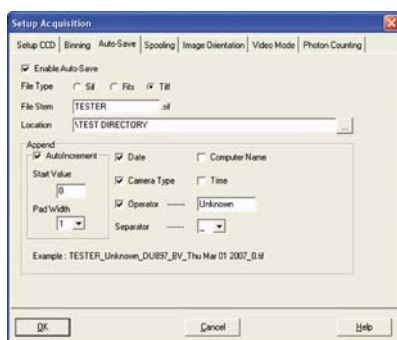 Setup Acquisition
Setup CCD Binning Auto-Save Spooling Image Orientation Video Mode Photon Counting
Enable Auto-Save
File Type Sif Fits Tiff
File Stem TESTER .sif
Location \TEST DIRECTORY ...
Append
AutoIncrement Date Computer Name
Start Value Camera Type Time
0
Operator ------ Unknown
Pad Width
1 Separator ------ _
Example : TESTER_Unknown_DU897_BV_Thu Mar 01 2007_0.tif
OK Cancel Help